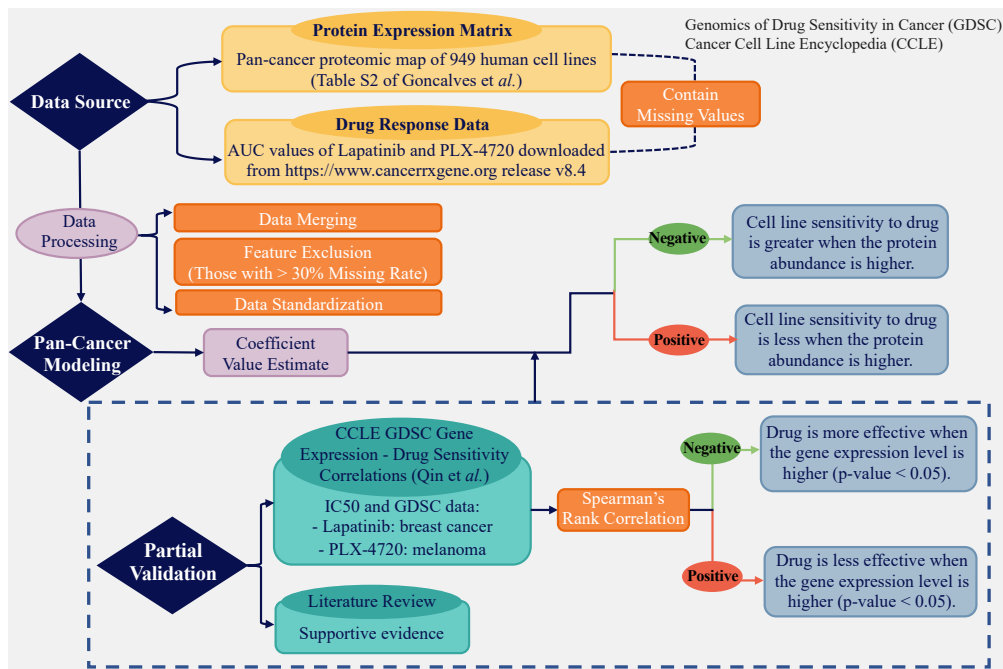 Genomics of Drug Sensitivity in Cancer (GDSC)
Cancer Cell Line Encyclopedia (CCLE)
Data Source
Protein Expression Matrix
Pan-cancer proteomic map of 949 human cell lines
(Table S2 of Goncalves et al.)
Drug Response Data
AUC values of Lapatinib and PLX-4720 downloaded
from https://www.cancerrxgene.org release v8.4
Contain
Missing Values
Data
Processing
Data Merging
Feature Exclusion
(Those with > 30% Missing Rate)
Data Standardization
Pan-Cancer
Modeling
Coefficient
Value Estimate
Negative
Cell line sensitivity to drug
is greater when the protein
abundance is higher.
Positive
Cell line sensitivity to drug
is less when the protein
abundance is higher.
Partial
Validation
CCLE GDSC Gene
Expression - Drug Sensitivity
Correlations (Qin et al.)
IC50 and GDSC data:
- Lapatinib: breast cancer
- PLX-4720: melanoma
Literature Review
Supportive evidence
Spearman's
Rank Correlation
Negative
Drug is more effective when
the gene expression level is
higher (p-value < 0.05).
Positive
Drug is less effective when
the gene expression level is
higher (p-value < 0.05).